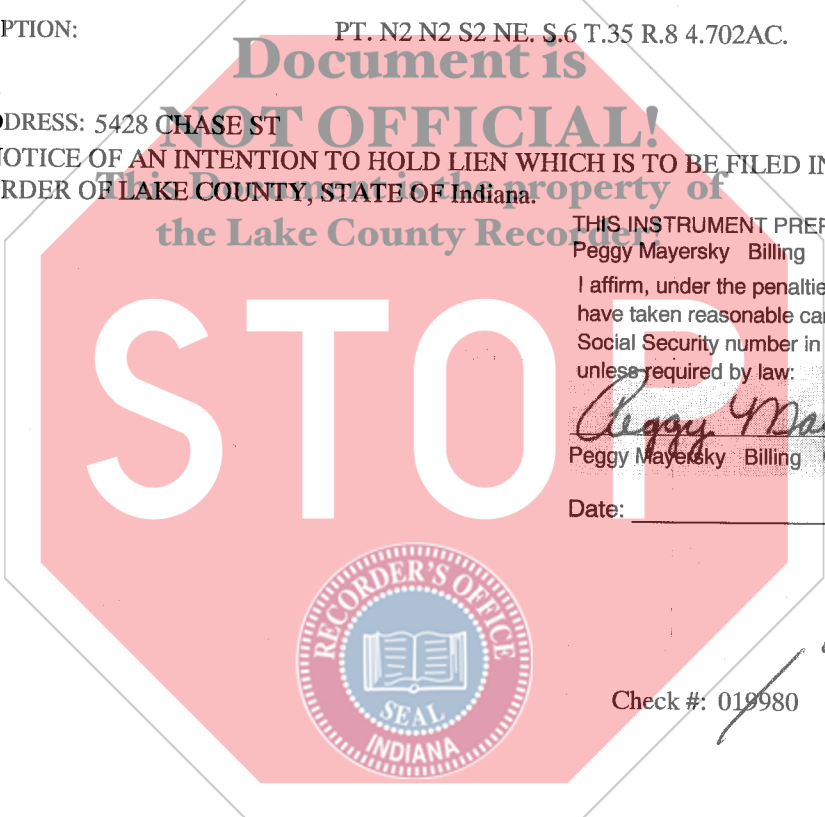 PTION: PT. N2 N2 S2 NE. S.6 T.35 R.8 4.702AC.
Document is
NOT OFFICIAL!
DDRESS: 5428 CHASE ST
NOTICE OF AN INTENTION TO HOLD LIEN WHICH IS TO BE FILED IN
RDER OF LAKE COUNTY, STATE OF Indiana.
This Document is the property of
the Lake County Recorder!
THIS INSTRUMENT PREP
Peggy Mayersky Billing
I affirm, under the penaltie
have taken reasonable car
Social Security number in
unless required by law:
STOP
Peggy Ma
Peggy Mayersky Billing
Date:
RECORDER'S OFFICE
SEAL
INDIANA
Check #: 019980